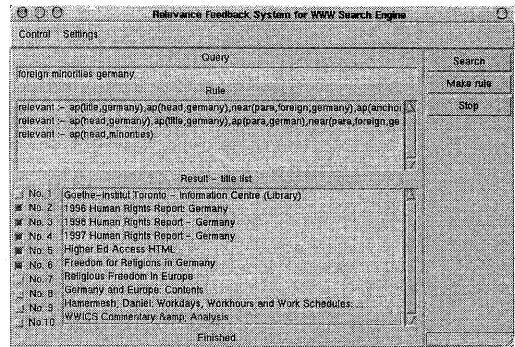 Relevance Feedback System for WWW Search Engine
Control Settings
Query
Search
foreign minorities germany
Make rule
Rule
Stop
relevant :- ap(title,germany),ap(head,germany),near(para,foreign,germany),ap(anchor
relevant :- ap(head,germany),ap(title,germany),ap(para,german),near(para,foreign,ge
relevant :- ap(head,minorities)
Result - title list
No. 1 Goethe-Institut Toronto - Information Centre (Library)
No. 2 1996 Human Rights Report: Germany
No. 3 1996 Human Rights Report - Germany
No. 4 1997 Human Rights Report - Germany
No. 5 Higher Ed Access HTML
No. 6 Freedom for Religions in Germany
No. 7 Religious Freedom in Europe
No. 8 Germany and Europe: Contents
No. 9 Hamermesh, Daniel: Workdays, Workhours and Work Schedules: ...
No.10 WWICS Commentary &amp; Analysis
Finished